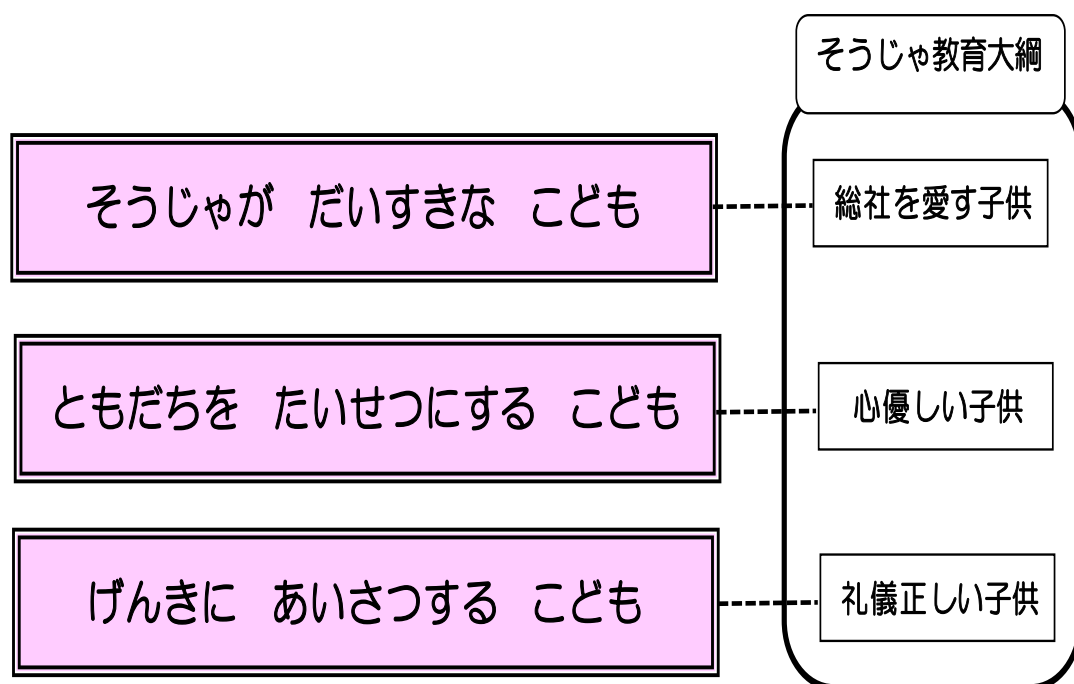 そうじゃ教育大綱
そうじゃが だいすきな こども
総社を愛す子供
ともだちを たいせつにする こども
心優しい子供
げんきに あいさつする こども
礼儀正しい子供